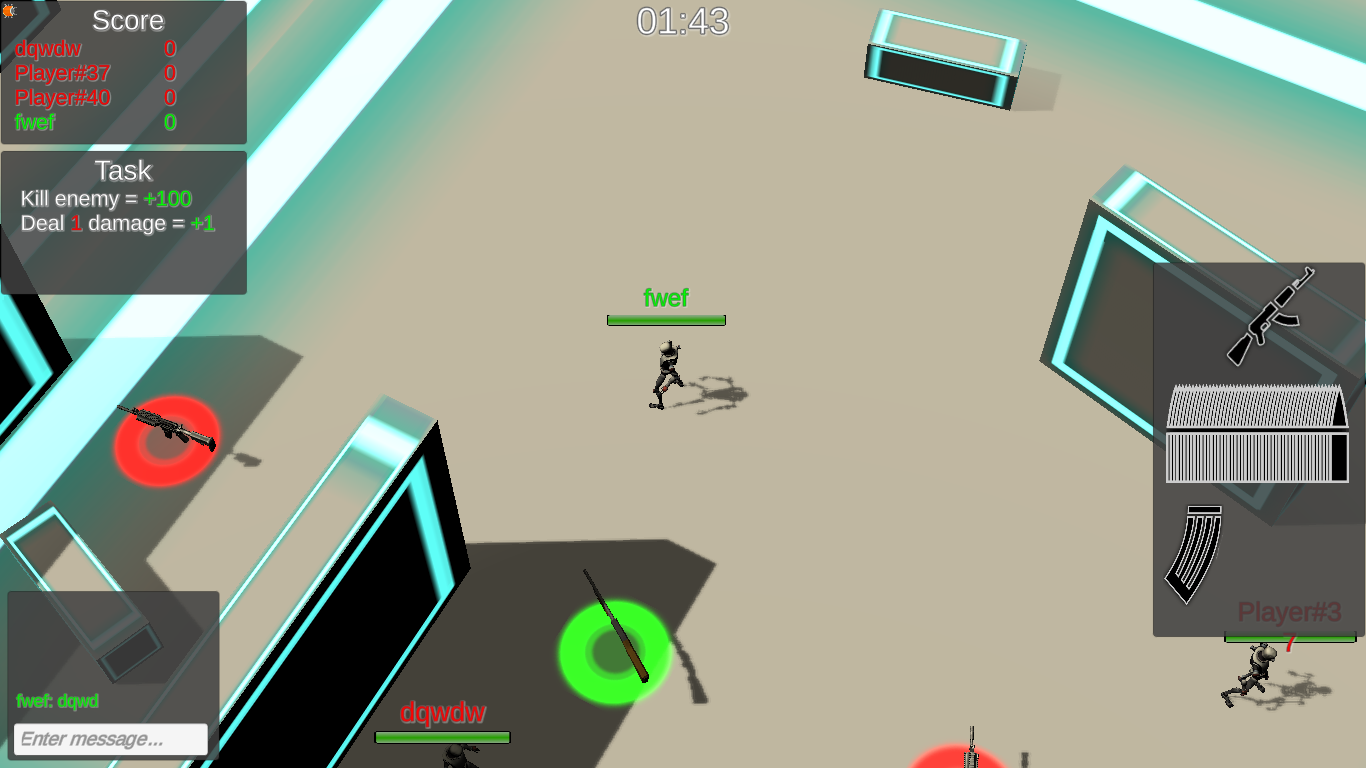 Score
dqwdw 0
Player#37 0
Player#40 0
fwef 0
01:43
Task
Kill enemy = +100
Deal 1 damage = +1
fwef
dqwdw
Player#3
7
fwef: dqwd
Enter message...